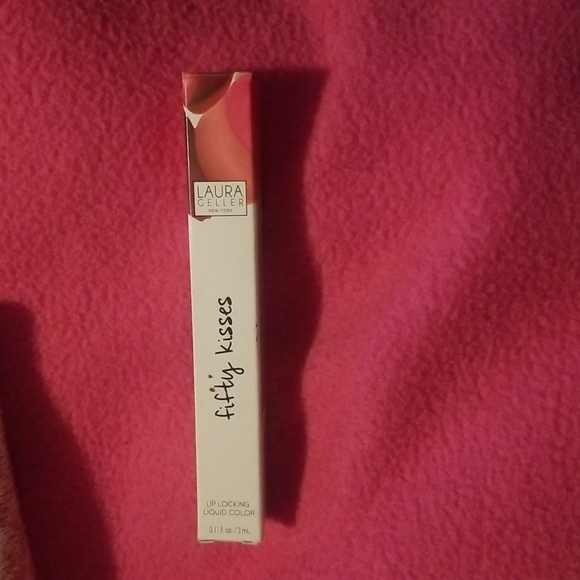 LAURA
GELLER
NEW YORK
fifty kisses
LIP LOCKING
LIQUID COLOR
0.1 fl. oz. / 3 mL